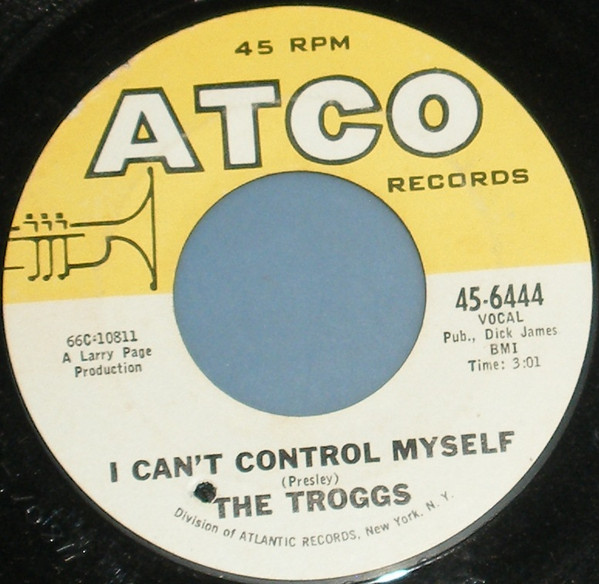 45 RPM
ATCO
RECORDS
66C-10811
A Larry Page
Production
45-6444
VOCAL
Pub., Dick James
BMI
Time: 3:01
I CAN'T CONTROL MYSELF
(Presley)
THE TROGGS
Division of ATLANTIC RECORDS, New York, N. Y.